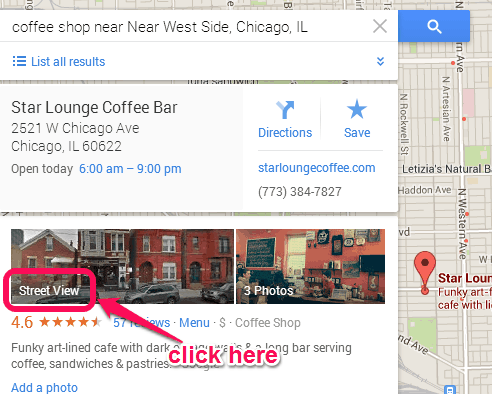 coffee shop near Near West Side, Chicago, IL
List all results
Star Lounge Coffee Bar
2521 W Chicago Ave
Chicago, IL 60622
Open today 6:00 am – 9:00 pm
Directions
Save
starloungecoffee.com
(773) 384-7827
Street View
3 Photos
4.6
57 reviews · Menu · $ · Coffee Shop
click here
Funky art-lined cafe with dark & a long bar serving
coffee, sandwiches & pastries.
Add a photo
N Artesian Ave
N Rockwell St
N Western Ave
Letizia's Natural Ba
Haddon Ave
Star Loun
Funky art-
cafe with li